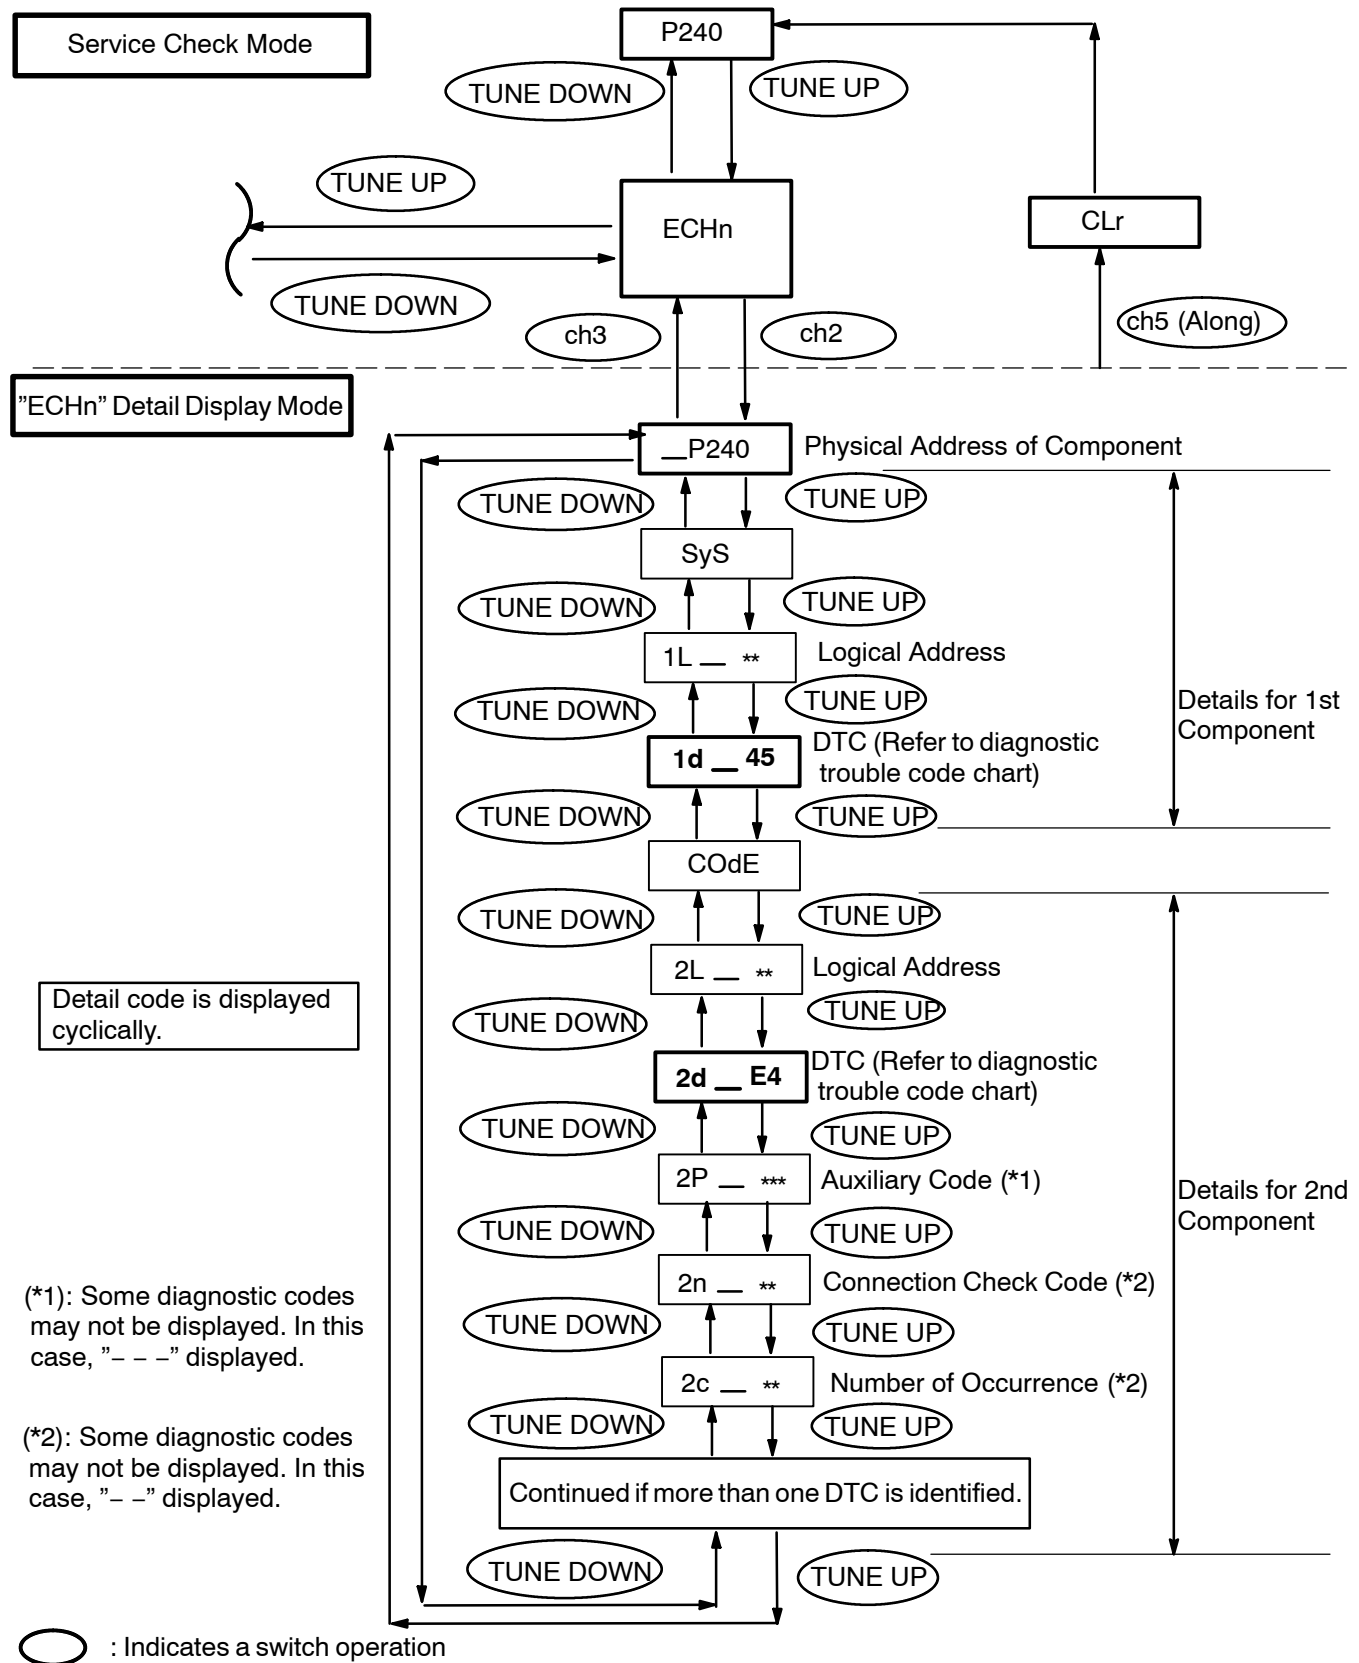 Service Check Mode
P240
TUNE DOWN
TUNE UP
TUNE UP
ECHn
CLr
TUNE DOWN
ch3
ch2
ch5 (Along)
”ECHn” Detail Display Mode
__P240
Physical Address of Component
TUNE DOWN
TUNE UP
SyS
TUNE DOWN
TUNE UP
1L __ **
Logical Address
TUNE DOWN
TUNE UP
Details for 1st
Component
1d __ 45
DTC (Refer to diagnostic
trouble code chart)
TUNE DOWN
TUNE UP
COdE
TUNE DOWN
TUNE UP
2L __ **
Logical Address
Detail code is displayed
cyclically.
TUNE DOWN
TUNE UP
2d __ E4
DTC (Refer to diagnostic
trouble code chart)
TUNE DOWN
TUNE UP
2P __ ***
Auxiliary Code (*1)
Details for 2nd
Component
TUNE DOWN
TUNE UP
2n __ **
Connection Check Code (*2)
(*1): Some diagnostic codes
may not be displayed. In this
case, ”– – –” displayed.
TUNE DOWN
TUNE UP
2c __ **
Number of Occurrence (*2)
TUNE DOWN
TUNE UP
(*2): Some diagnostic codes
may not be displayed. In this
case, ”– –” displayed.
Continued if more than one DTC is identified.
TUNE DOWN
TUNE UP
: Indicates a switch operation